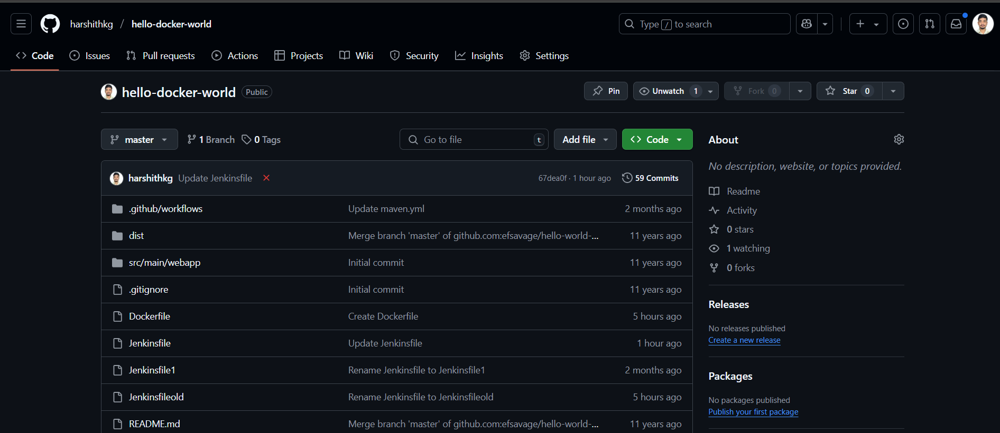 harshithkg / hello-docker-world
Type / to search
Code Issues Pull requests Actions Projects Wiki Security Insights Settings
hello-docker-world Public
Pin Unwatch 1 Fork 0 Star 0
master 1 Branch 0 Tags Go to file t Add file Code
harshithkg Update Jenkinsfile 67dea0f · 1 hour ago 59 Commits
.github/workflows Update maven.yml 2 months ago
dist Merge branch 'master' of github.com:efsavage/hello-world-... 11 years ago
src/main/webapp Initial commit 11 years ago
.gitignore Initial commit 11 years ago
Dockerfile Create Dockerfile 5 hours ago
Jenkinsfile Update Jenkinsfile 1 hour ago
Jenkinsfile1 Rename Jenkinsfile to Jenkinsfile1 2 months ago
Jenkinsfileold Rename Jenkinsfile to Jenkinsfileold 5 hours ago
README.md Merge branch 'master' of github.com:efsavage/hello-world-... 11 years ago
About
No description, website, or topics provided.
Readme
Activity
0 stars
1 watching
0 forks
Releases
No releases published
Create a new release
Packages
No packages published
Publish your first package